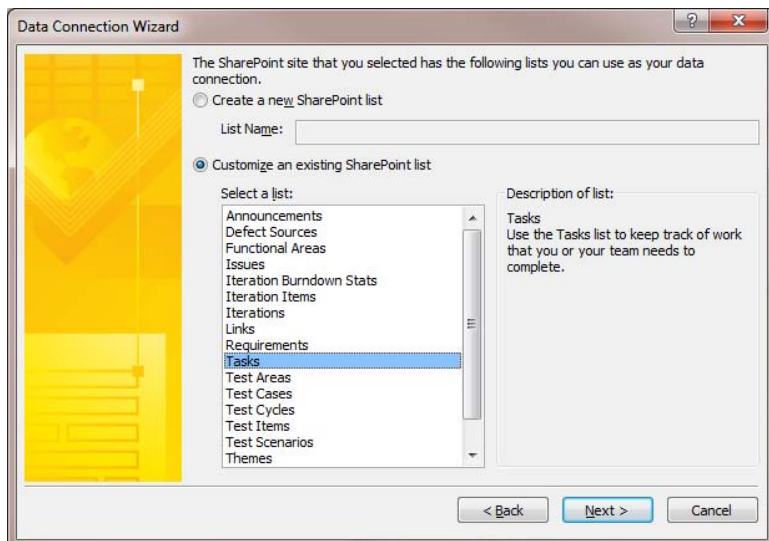 Data Connection Wizard
The SharePoint site that you selected has the following lists you can use as your data
connection.
Create a new SharePoint list
List Name:
Customize an existing SharePoint list
Select a list:
Announcements
Defect Sources
Functional Areas
Issues
Iteration Burndown Stats
Iteration Items
Iterations
Links
Requirements
Tasks
Test Areas
Test Cases
Test Cycles
Test Items
Test Scenarios
Themes
Description of list:
Tasks
Use the Tasks list to keep track of work
that you or your team needs to
complete.
< Back
Next >
Cancel